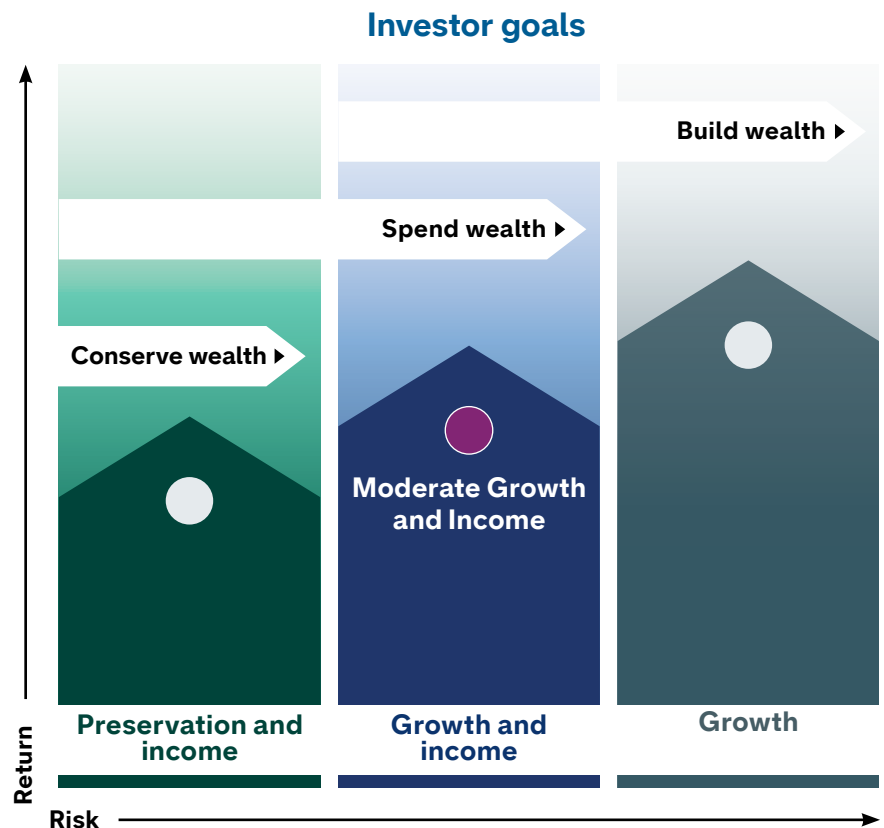 Investor goals
Build wealth
Spend wealth
Conserve wealth
Moderate Growth
and Income
Preservation and
income
Growth and
income
Growth
Return
Risk